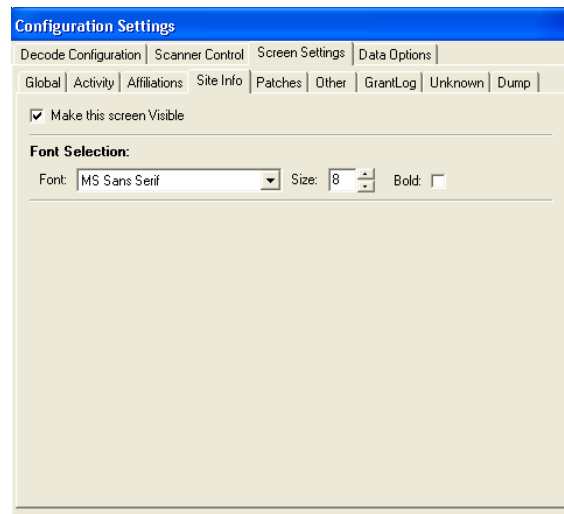 Configuration Settings
Decode Configuration Scanner Control Screen Settings Data Options
Global Activity Affiliations Site Info Patches Other GrantLog Unknown Dump
Make this screen Visible
Font Selection:
Font: MS Sans Serif Size: 8 Bold: